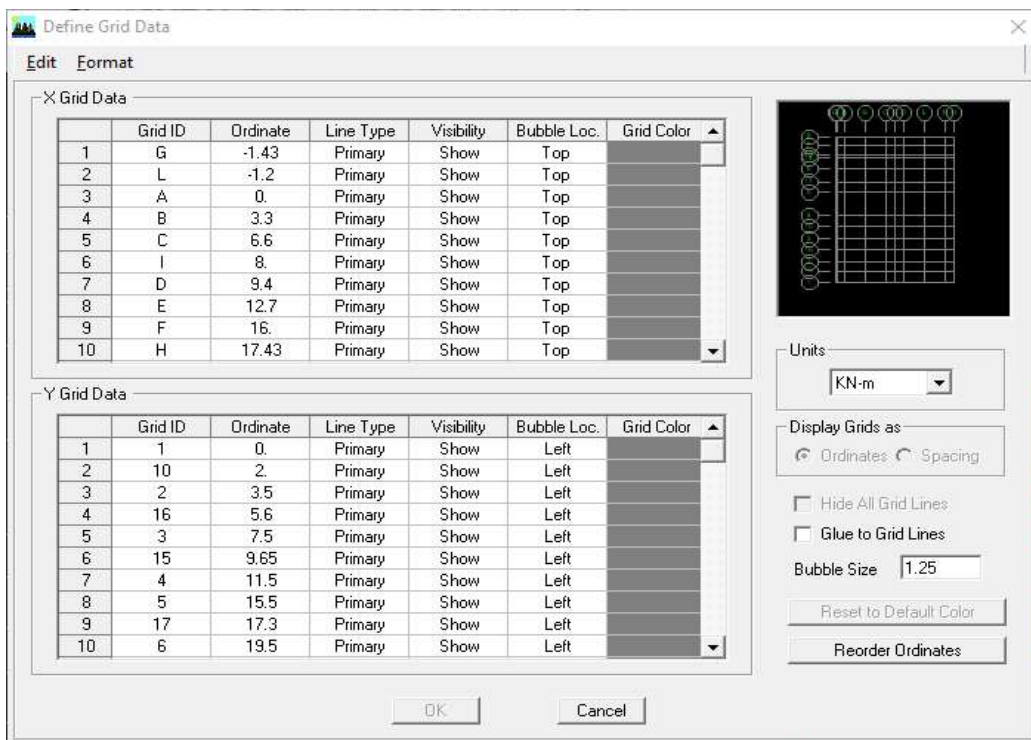 Define Grid Data
Edit Format
X Grid Data
Grid ID Ordinate Line Type Visibility Bubble Loc. Grid Color
1 G -1.43 Primary Show Top
2 L -1.2 Primary Show Top
3 A 0. Primary Show Top
4 B 3.3 Primary Show Top
5 C 6.6 Primary Show Top
6 I 8. Primary Show Top
7 D 9.4 Primary Show Top
8 E 12.7 Primary Show Top
9 F 16. Primary Show Top
10 H 17.43 Primary Show Top
Units
KN-m
Y Grid Data
Grid ID Ordinate Line Type Visibility Bubble Loc. Grid Color
1 1 0. Primary Show Left
2 10 2. Primary Show Left
3 2 3.5 Primary Show Left
4 16 5.6 Primary Show Left
5 3 7.5 Primary Show Left
6 15 9.65 Primary Show Left
7 4 11.5 Primary Show Left
8 5 15.5 Primary Show Left
9 17 17.3 Primary Show Left
10 6 19.5 Primary Show Left
Display Grids as
Ordinates Spacing
Hide All Grid Lines
Glue to Grid Lines
Bubble Size 1.25
Reset to Default Color
Reorder Ordinates
OK Cancel